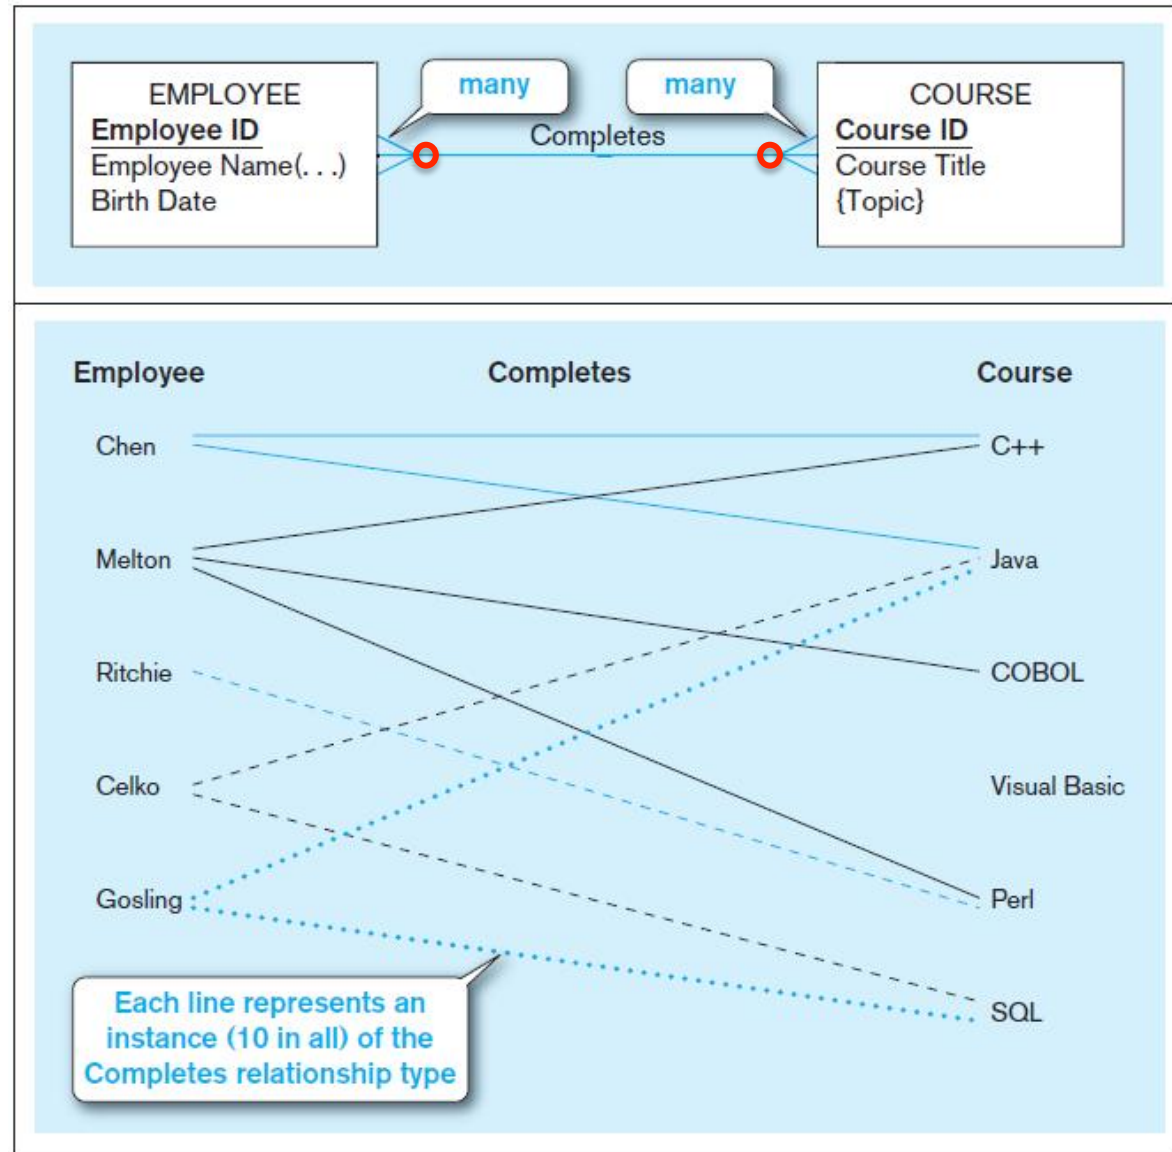 EMPLOYEE
Employee ID
Employee Name(. . .)
Birth Date
many
many
Completes
COURSE
Course ID
Course Title
{Topic}
Employee
Completes
Course
Chen
C++
Melton
Java
Ritchie
COBOL
Celko
Visual Basic
Gosling
Perl
SQL
Each line represents an
instance (10 in all) of the
Completes relationship type